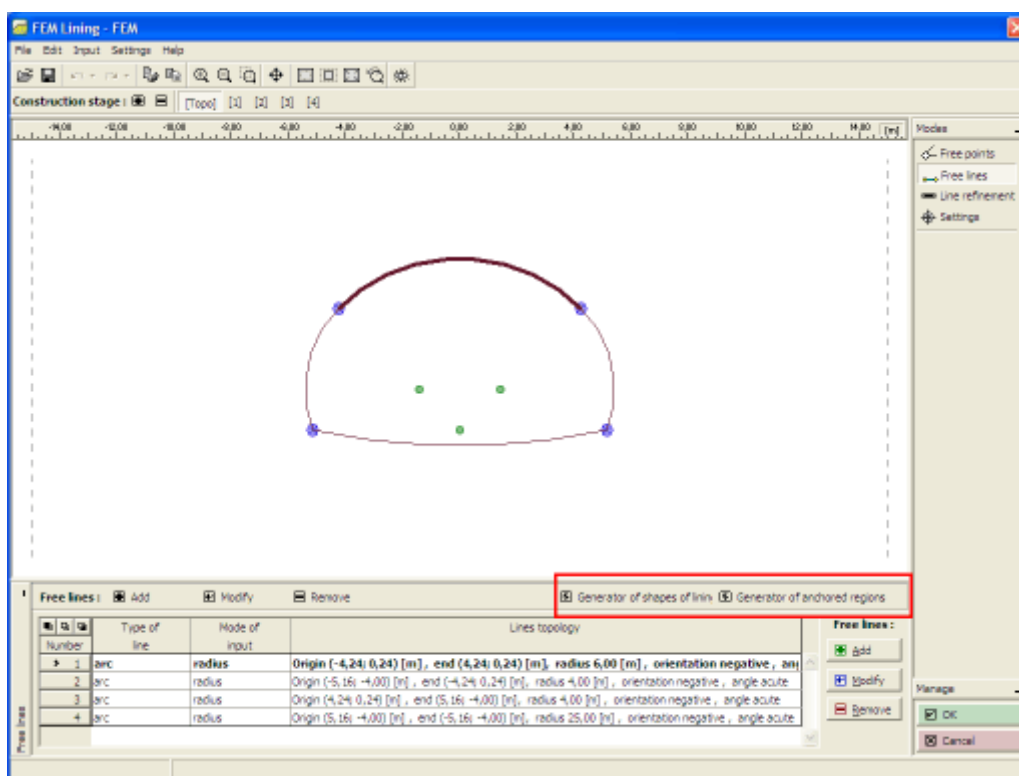 FEM Lining - FEM
File Edit Input Settings Help
Construction stage : [Topo] [1] [2] [3] [4]
-14,00 -12,00 -10,00 -8,00 -6,00 -4,00 -2,00 0,00 2,00 4,00 6,00 8,00 10,00 12,00 14,00 [m]
Modes
Free points
Free lines
Line refinement
Settings
Free lines : Add Modify Remove Generator of shapes of linin Generator of anchored regions
Number Type of line Mode of input Lines topology
1 arc radius Origin (-4,24; 0,24) [m] , end (4,24; 0,24) [m], radius 6,00 [m] , orientation negative , ang
2 arc radius Origin (-5,16; -4,00) [m] , end (-4,24; 0,24) [m], radius 4,00 [m] , orientation negative , angle acute
3 arc radius Origin (4,24; 0,24) [m] , end (5,16; -4,00) [m], radius 4,00 [m] , orientation negative , angle acute
4 arc radius Origin (5,16; -4,00) [m] , end (-5,16; -4,00) [m], radius 25,00 [m] , orientation negative , angle acute
Free lines :
Add
Modify
Remove
Free lines
Manage
OK
Cancel